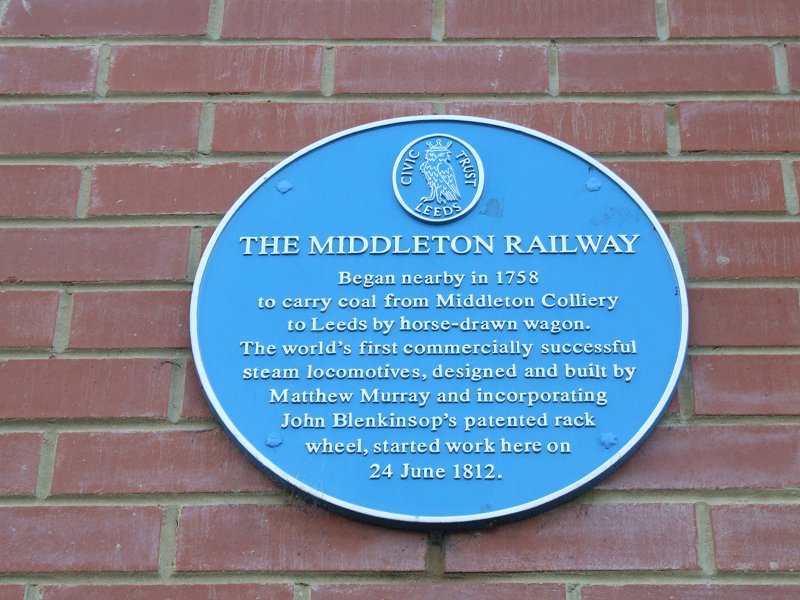 CIVIC TRUST
LEEDS
THE MIDDLETON RAILWAY
Began nearby in 1758
to carry coal from Middleton Colliery
to Leeds by horse-drawn wagon.
The world's first commercially successful
steam locomotives, designed and built by
Matthew Murray and incorporating
John Blenkinsop's patented rack
wheel, started work here on
24 June 1812.